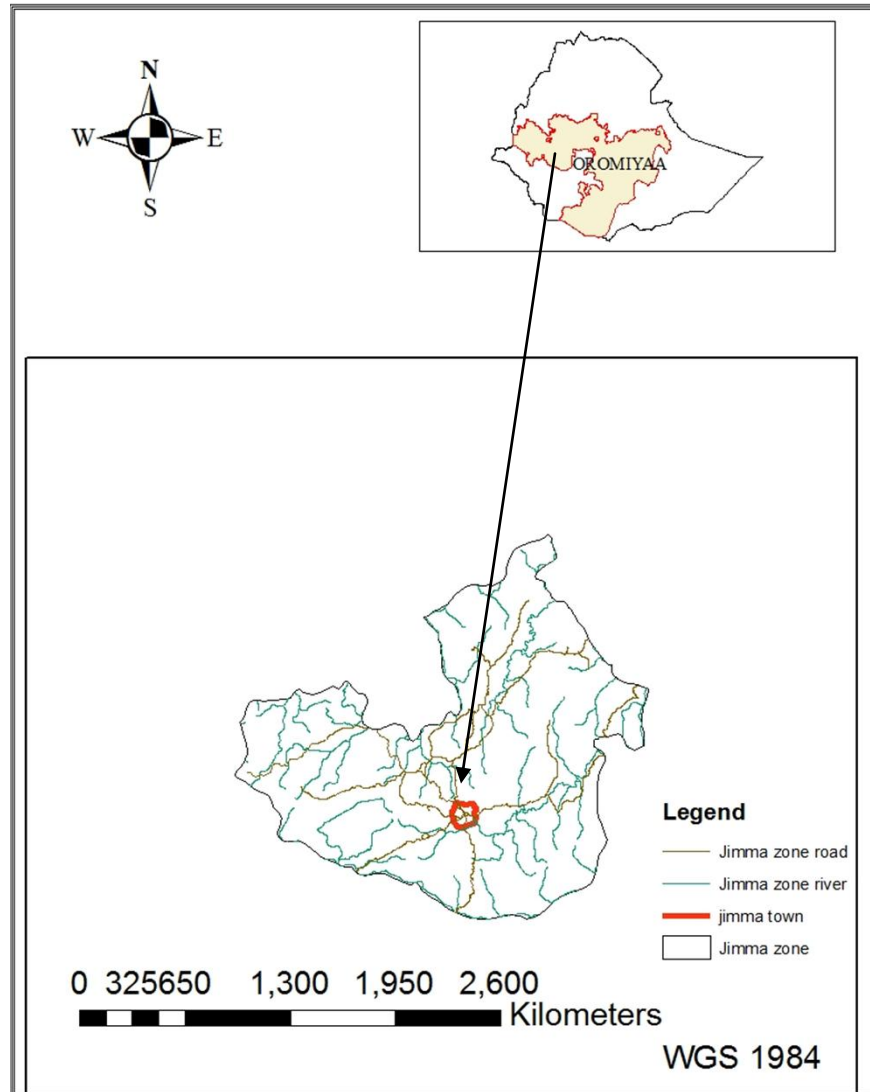 N
W E
S
OROMIYAA
Legend
Jimma zone road
Jimma zone river
jimma town
Jimma zone
0 325650 1,300 1,950 2,600
Kilometers
WGS 1984